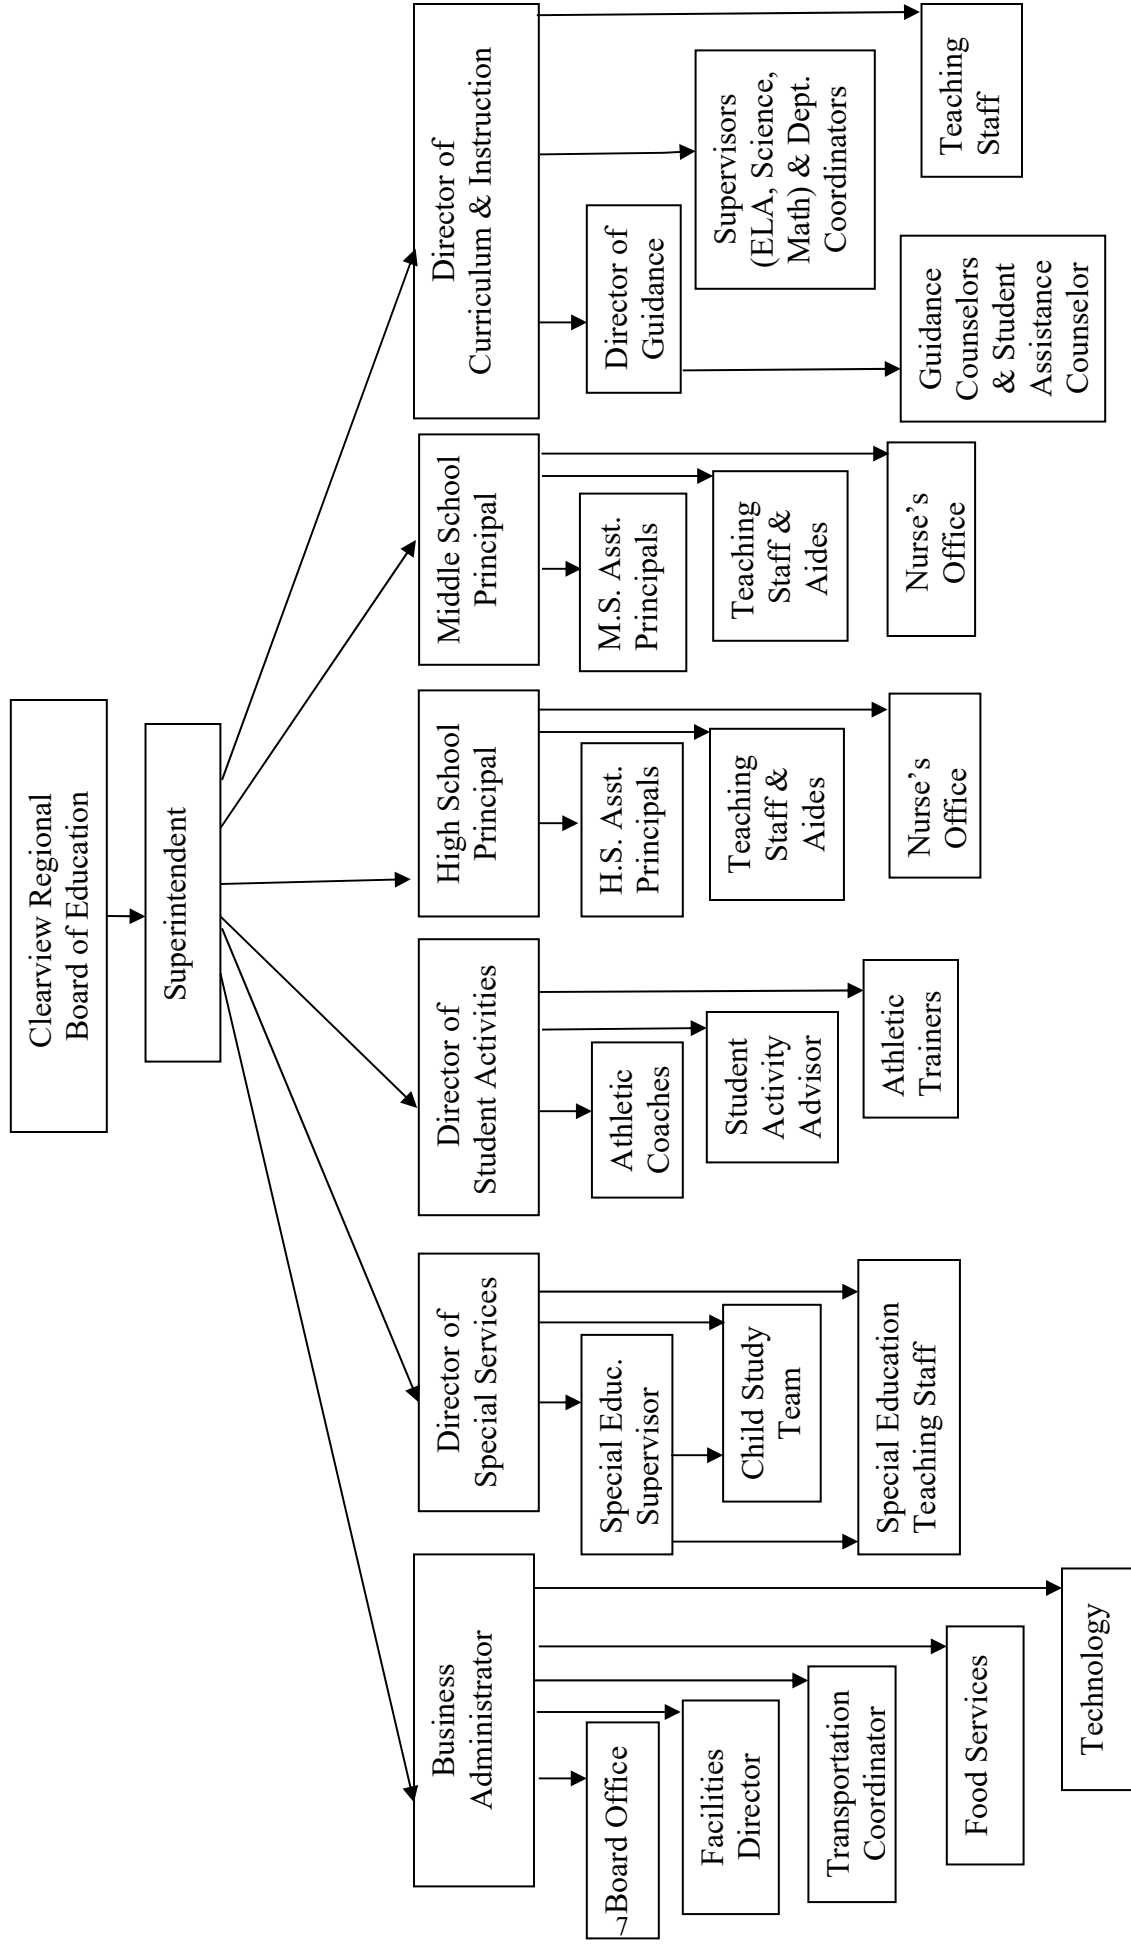 Clearview Regional
Board of Education
Superintendent
Business
Administrator
Director of
Special Services
Director of
Student Activities
High School
Principal
Middle School
Principal
Director of
Curriculum & Instruction
Board Office
Facilities
Director
Transportation
Coordinator
Food Services
Technology
Special Educ.
Supervisor
Child Study
Team
Special Education
Teaching Staff
Athletic
Coaches
Student
Activity
Advisor
Athletic
Trainers
H.S. Asst.
Principals
Teaching
Staff &
Aides
Nurse’s
Office
M.S. Asst.
Principals
Teaching
Staff &
Aides
Nurse’s
Office
Director of
Guidance
Supervisors
(ELA, Science,
Math) & Dept.
Coordinators
Guidance
Counselors
& Student
Assistance
Counselor
Teaching
Staff
7